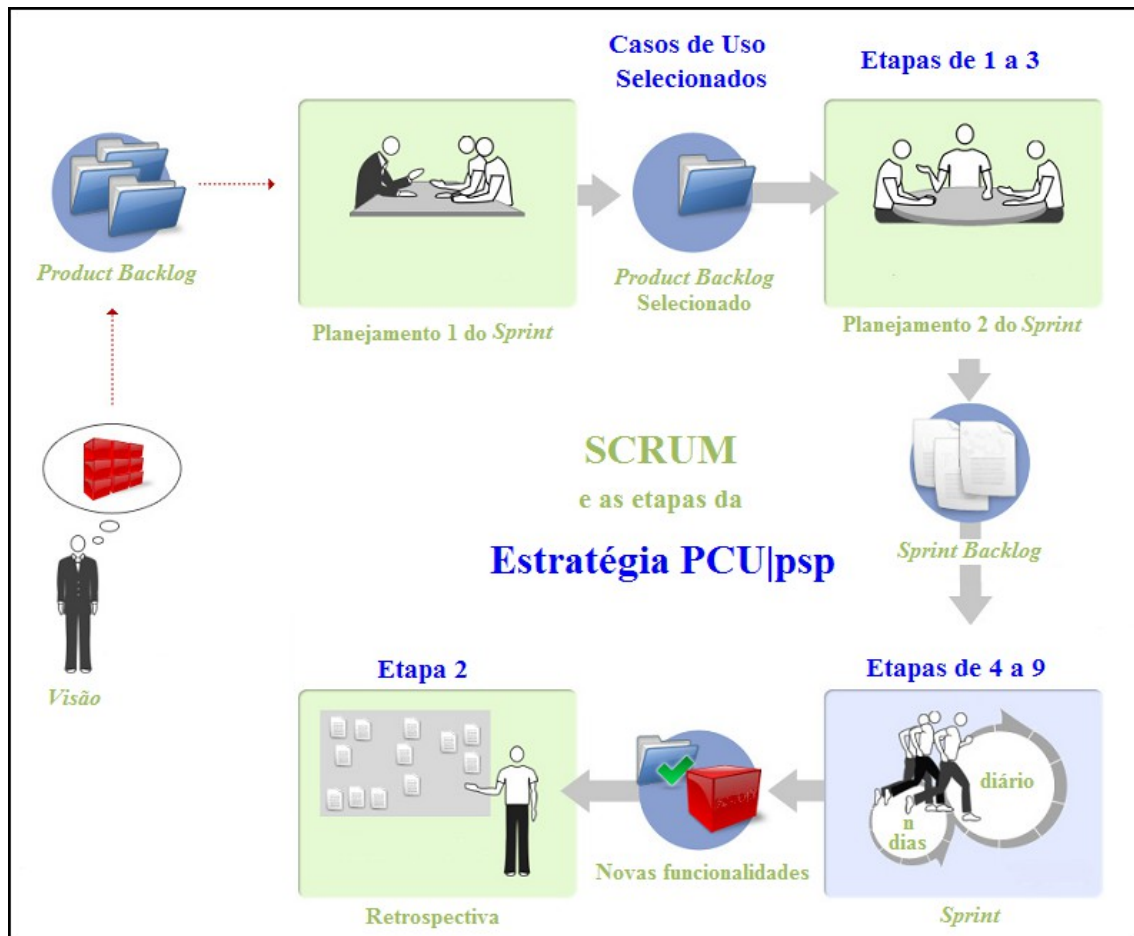 Casos de Uso
Selecionados
Etapas de 1 a 3
Product Backlog
Planejamento 1 do Sprint
Product Backlog
Selecionado
Planejamento 2 do Sprint
SCRUM
e as etapas da
Estratégia PCU|psp
Sprint Backlog
Visão
Etapa 2
Etapas de 4 a 9
diário
n
dias
Retrospectiva
Novas funcionalidades
Sprint